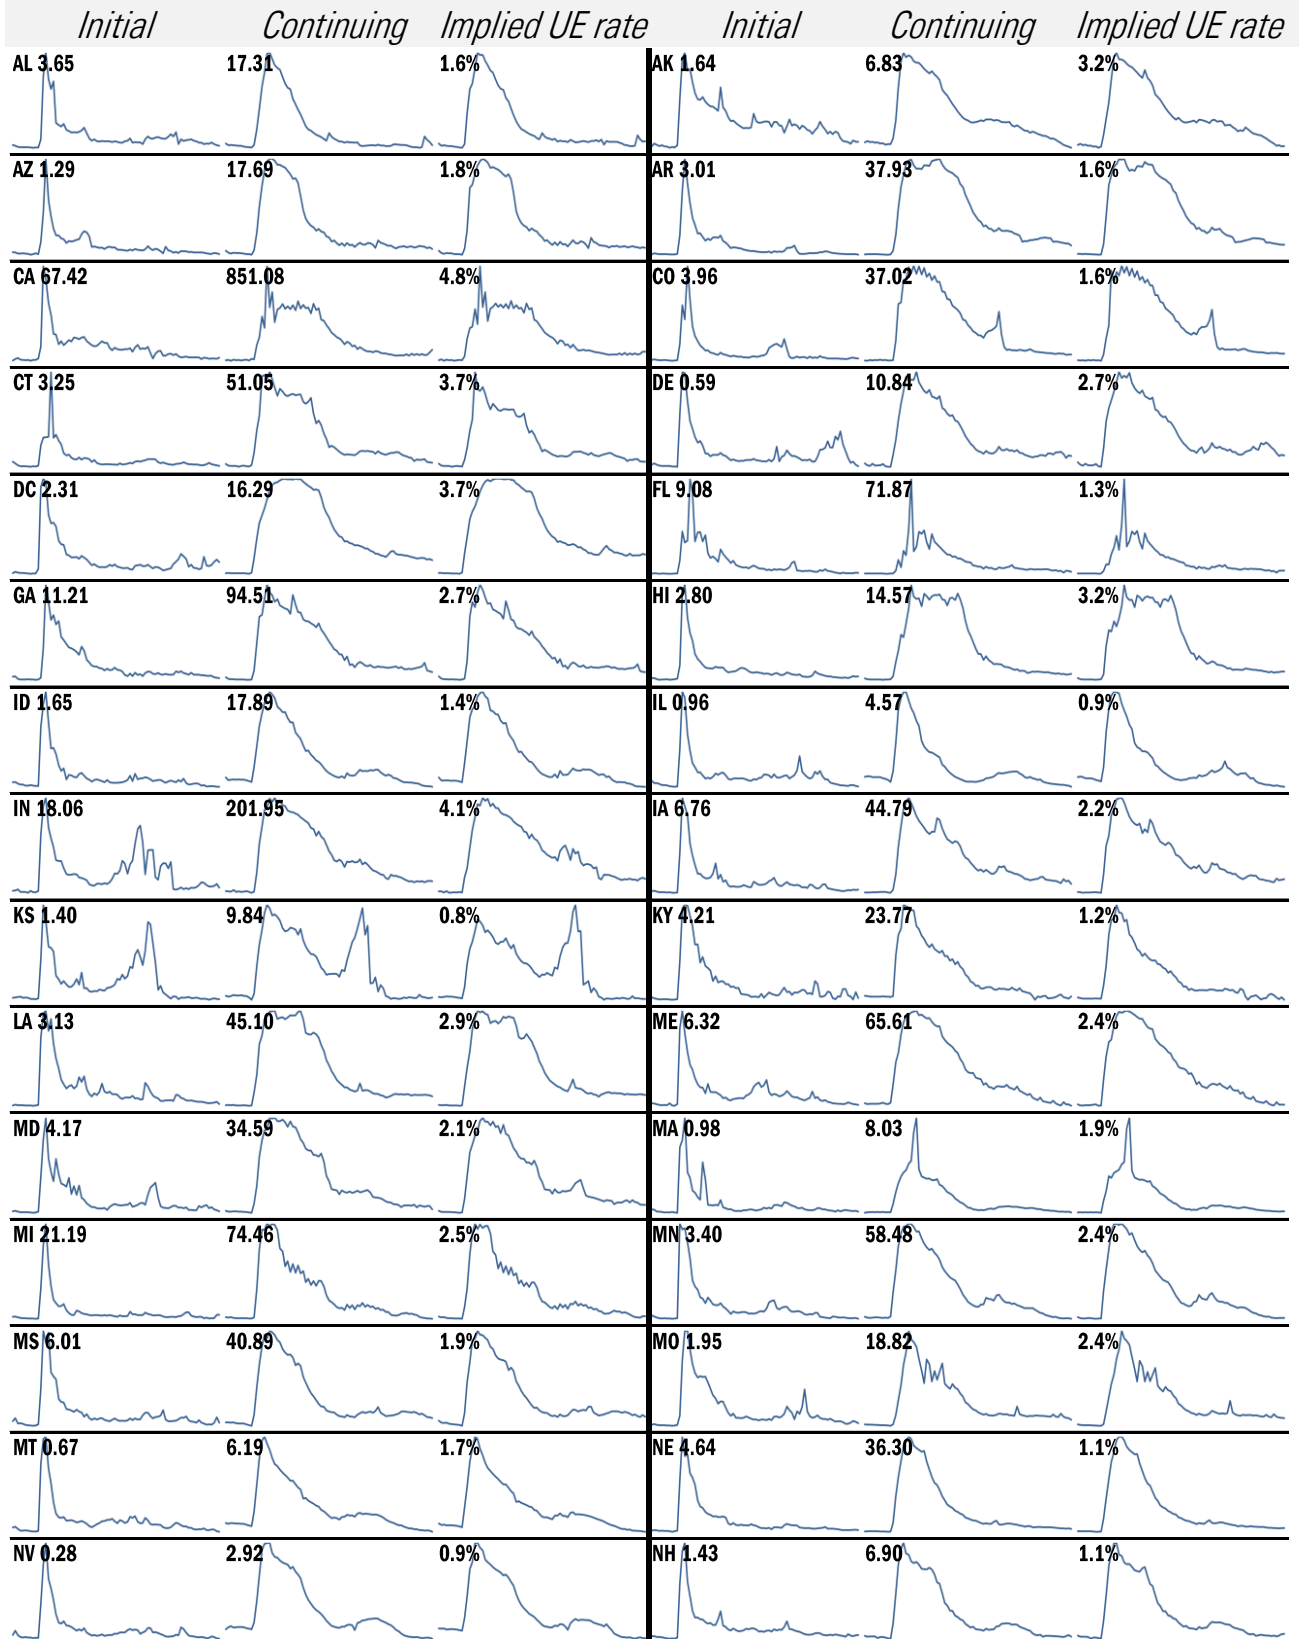 Initial Continuing Implied UE rate Initial Continuing Implied UE rate
AL 3.65 17.31 1.6% AK 1.64 6.83 3.2%
AZ 1.29 17.69 1.8% AR 3.01 37.93 1.6%
CA 67.42 851.08 4.8% CO 3.96 37.02 1.6%
CT 3.25 51.05 3.7% DE 0.59 10.84 2.7%
DC 2.31 16.29 3.7% FL 9.08 71.87 1.3%
GA 11.21 94.51 2.7% HI 2.80 14.57 3.2%
ID 1.65 17.89 1.4% IL 0.96 4.57 0.9%
IN 18.06 201.95 4.1% IA 6.76 44.79 2.2%
KS 1.40 9.84 0.8% KY 4.21 23.77 1.2%
LA 3.13 45.10 2.9% ME 6.32 65.61 2.4%
MD 4.17 34.59 2.1% MA 0.98 8.03 1.9%
MI 21.19 74.46 2.5% MN 3.40 58.48 2.4%
MS 6.01 40.89 1.9% MO 1.95 18.82 2.4%
MT 0.67 6.19 1.7% NE 4.64 36.30 1.1%
NV 0.28 2.92 0.9% NH 1.43 6.90 1.1%